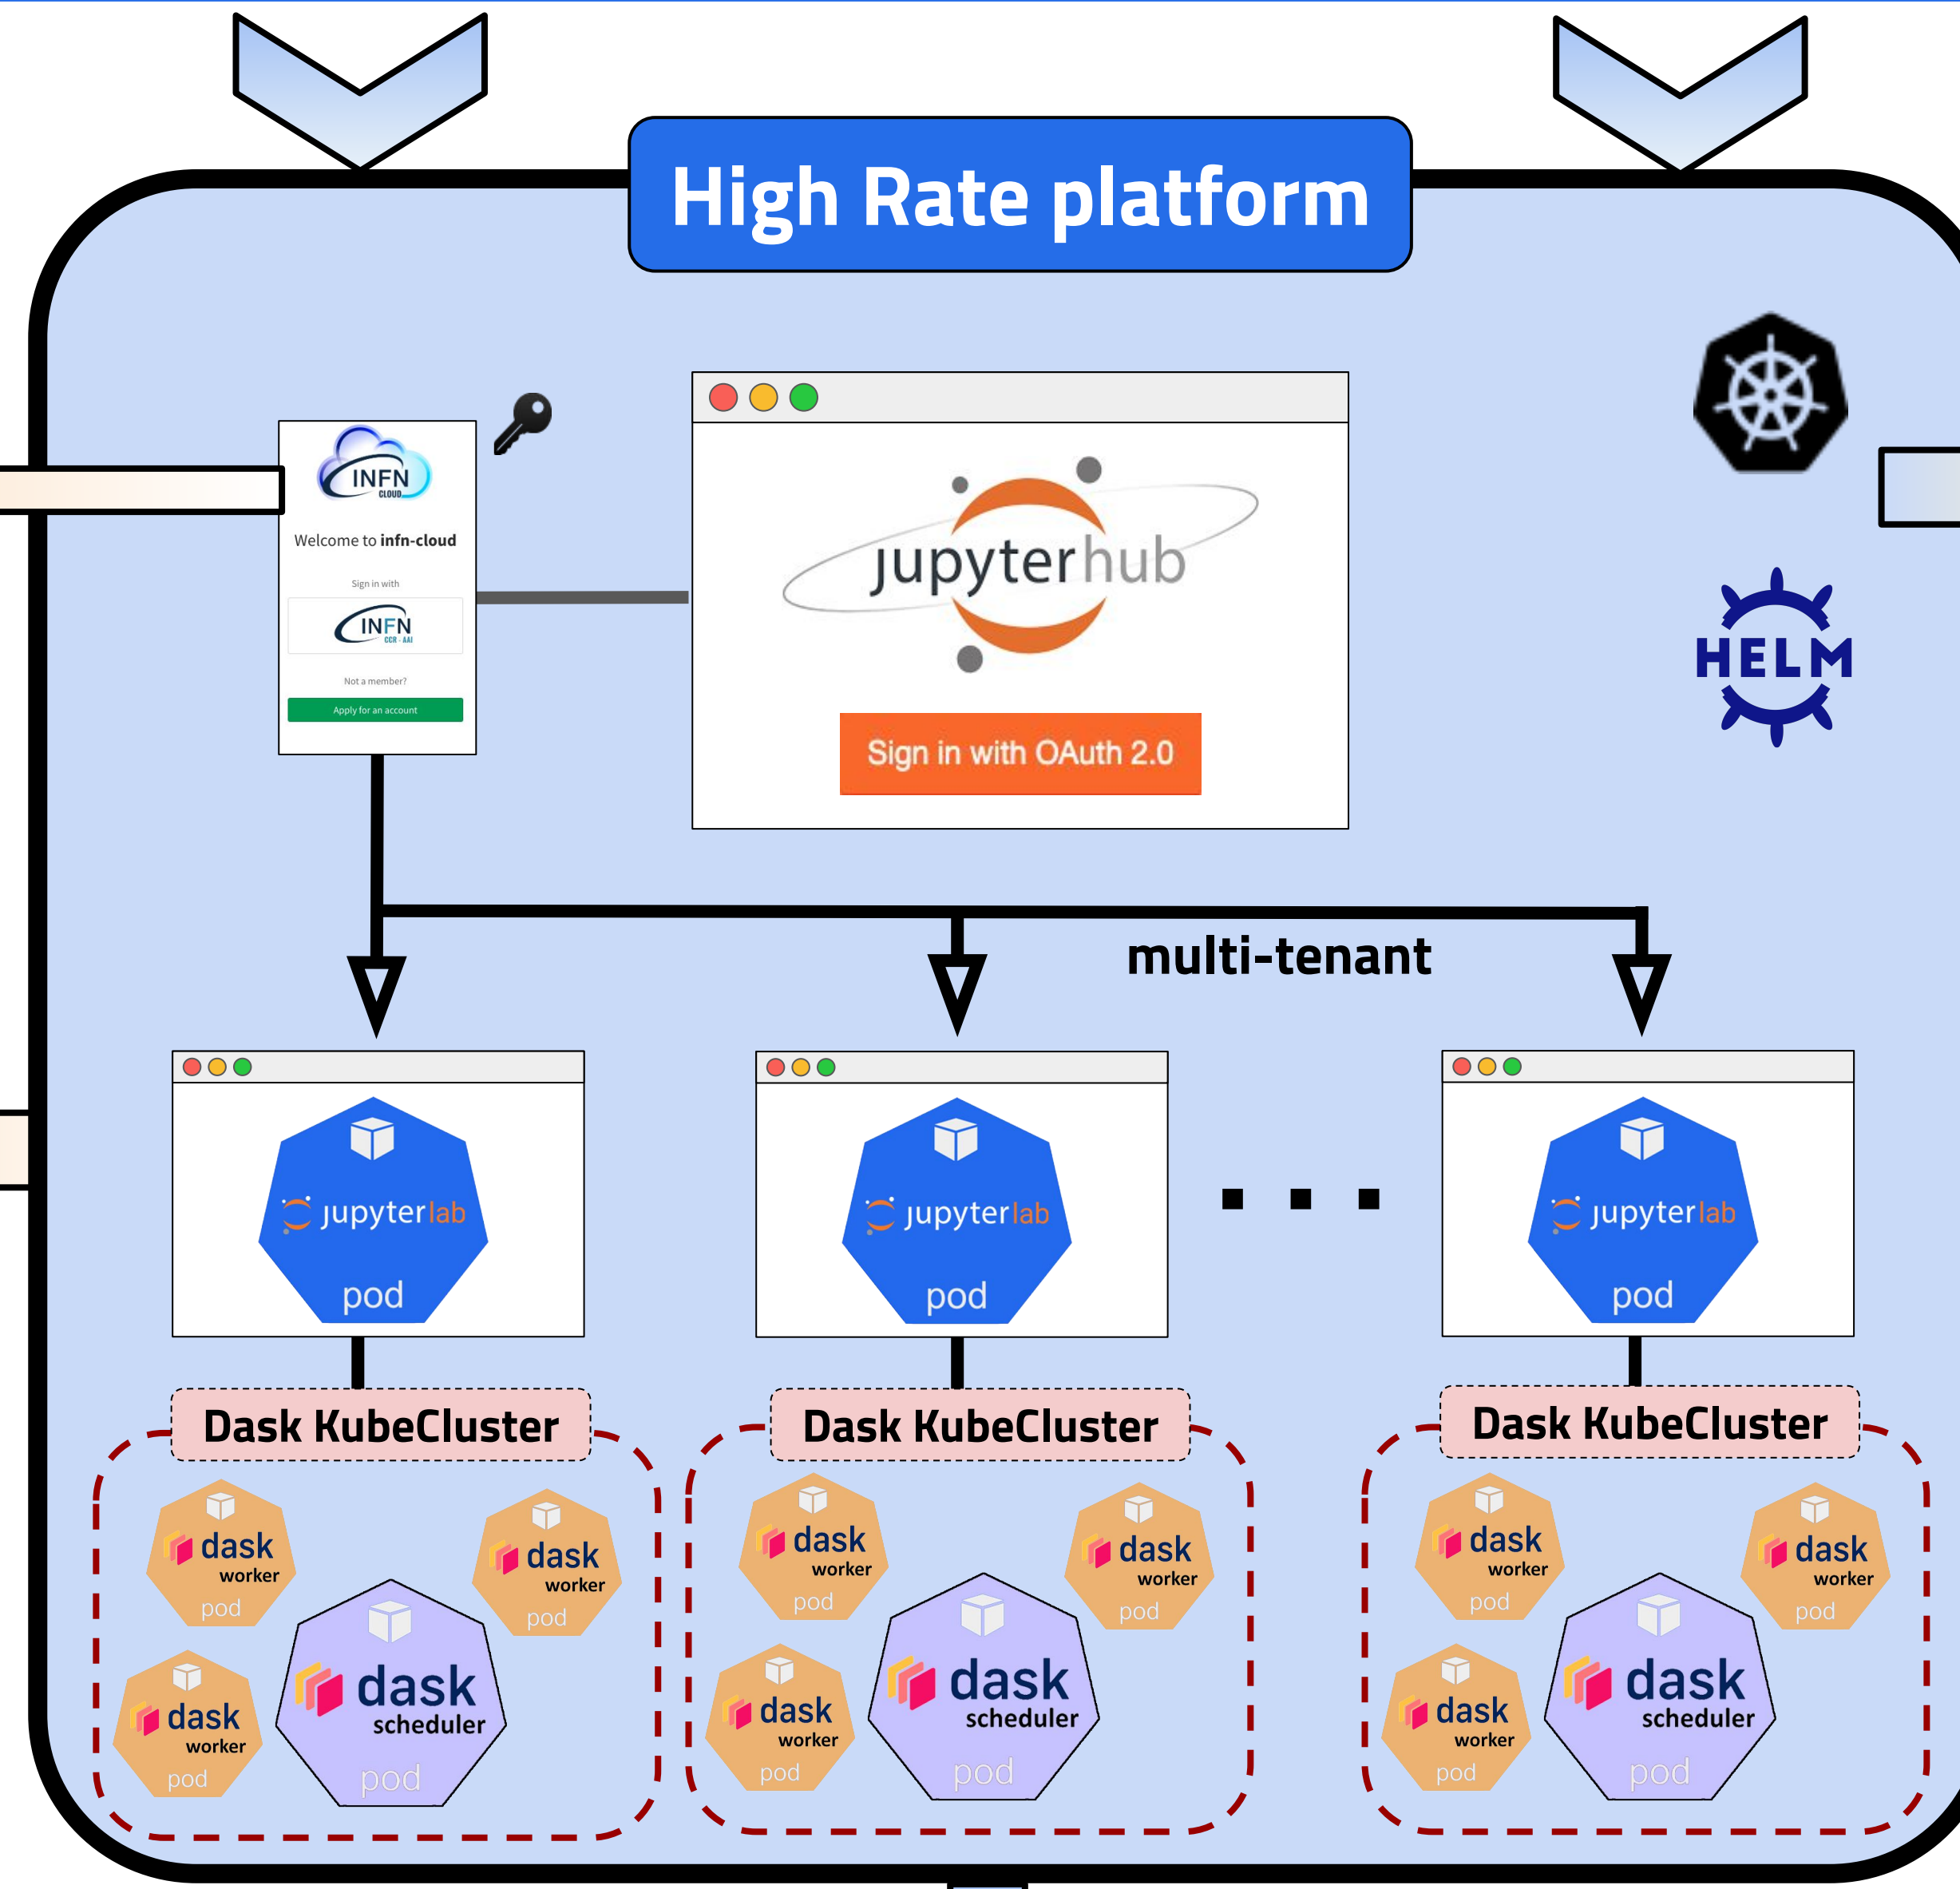 High Rate platform
INFN
CLOUD
Welcome to infn-cloud
Sign in with
INFN
CCR - AAI
Not a member?
Apply for an account
jupyterhub
Sign in with OAuth 2.0
HELM
multi-tenant
jupyterlab
pod
jupyterlab
pod
jupyterlab
pod
Dask KubeCluster
dask
worker
pod
dask
worker
pod
dask
worker
pod
dask
scheduler
pod
Dask KubeCluster
dask
worker
pod
dask
worker
pod
dask
worker
pod
dask
scheduler
pod
Dask KubeCluster
dask
worker
pod
dask
worker
pod
dask
worker
pod
dask
scheduler
pod